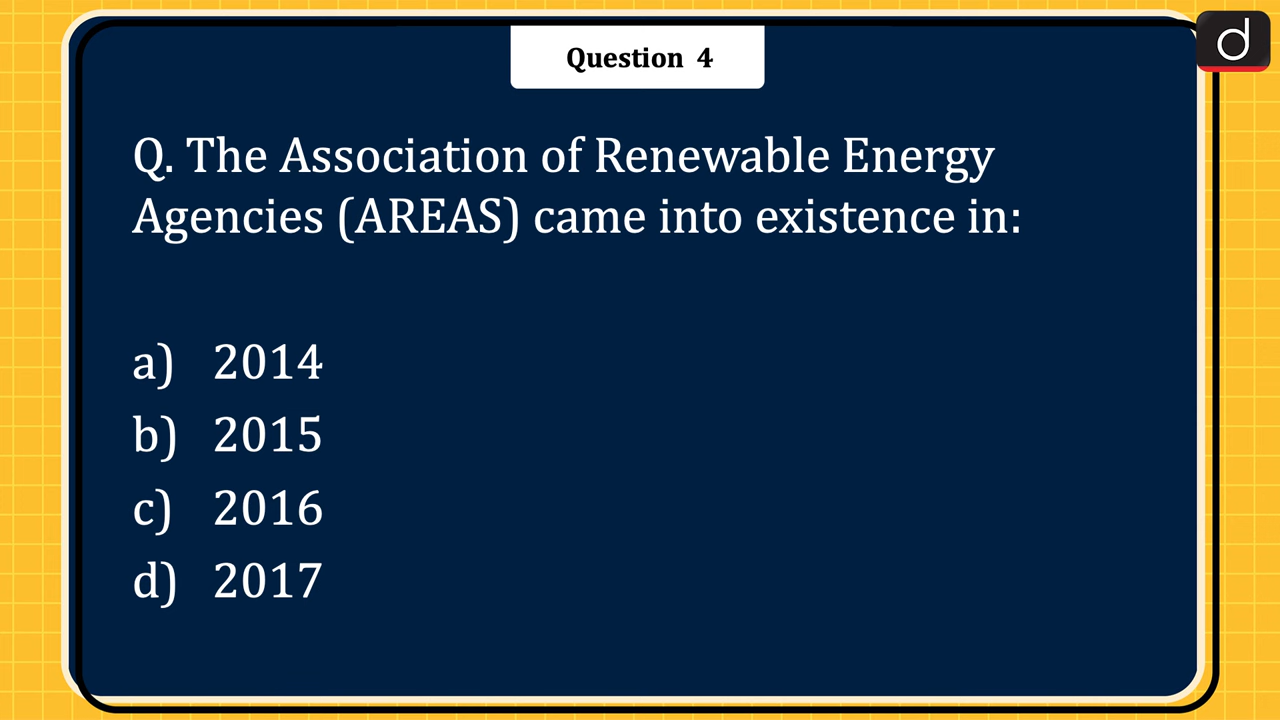 Question 4
d
Q. The Association of Renewable Energy
Agencies (AREAS) came into existence in:
a) 2014
b) 2015
c) 2016
d) 2017